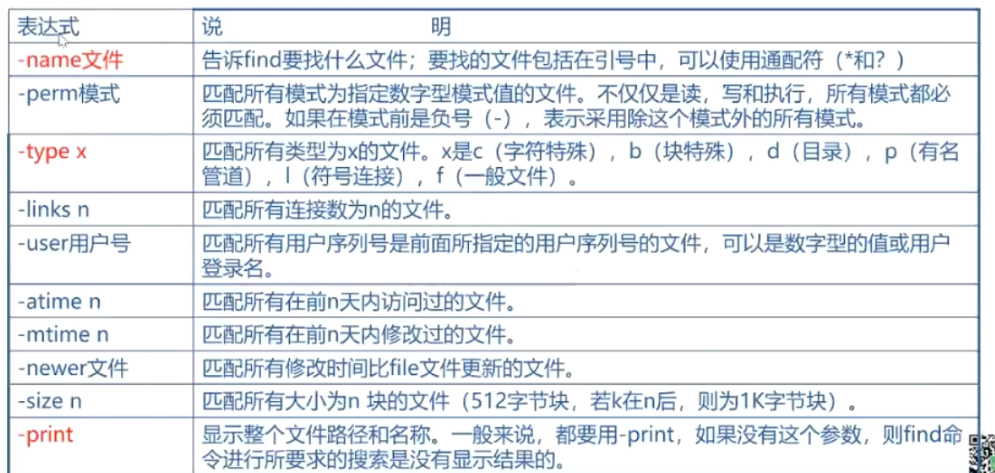 表达式 说 明
-name文件 告诉find要找什么文件；要找的文件包括在引号中，可以使用通配符（*和？）
-perm模式 匹配所有模式为指定数字型模式值的文件。不仅仅是读，写和执行，所有模式都必
须匹配。如果在模式前是负号（-），表示采用除这个模式外的所有模式。
-type x 匹配所有类型为x的文件。x是c（字符特殊），b（块特殊），d（目录），p（有名
管道），l（符号连接），f（一般文件）。
-links n 匹配所有连接数为n的文件。
-user用户号 匹配所有用户序列号是前面所指定的用户序列号的文件，可以是数字型的值或用户
登录名。
-atime n 匹配所有在前n天内访问过的文件。
-mtime n 匹配所有在前n天内修改过的文件。
-newer文件 匹配所有修改时间比file文件更新的文件。
-size n 匹配所有大小为n 块的文件（512字节块，若k在n后，则为1K字节块）。
-print 显示整个文件路径和名称。一般来说，都要用-print，如果没有这个参数，则find命
令进行所要求的搜索是没有显示结果的。